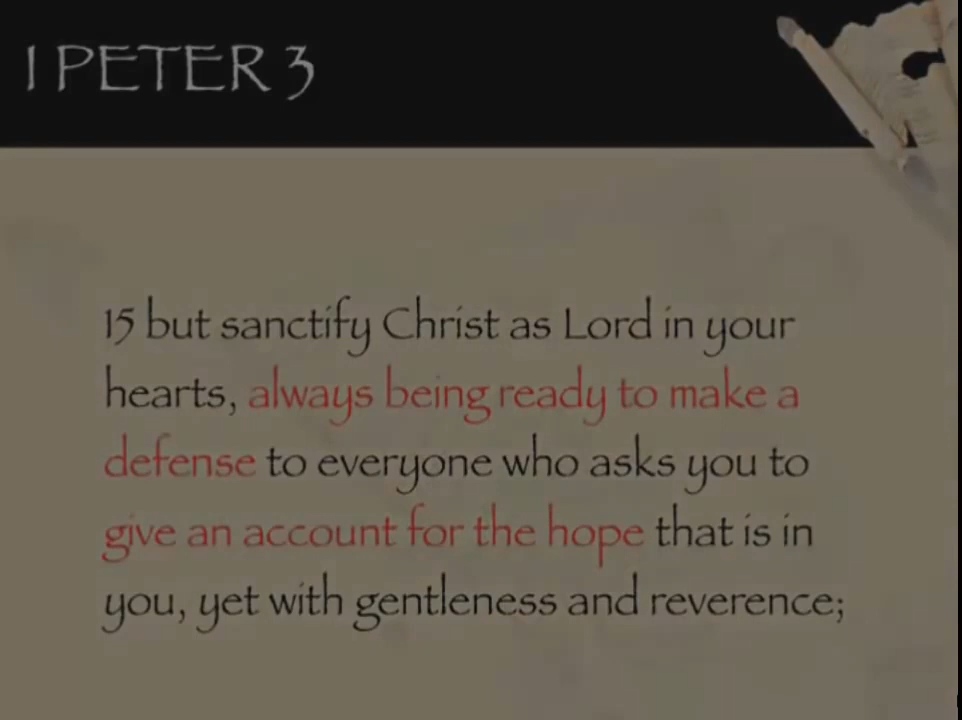 I PETER 3
15 but sanctify Christ as Lord in your
hearts, always being ready to make a
defense to everyone who asks you to
give an account for the hope that is in
you, yet with gentleness and reverence;